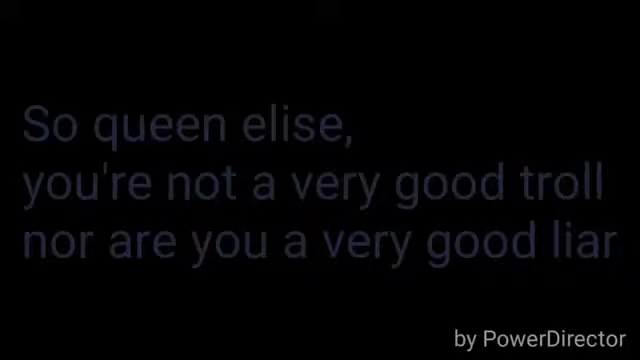 So queen elise,
you're not a very good troll
nor are you a very good liar
by PowerDirector